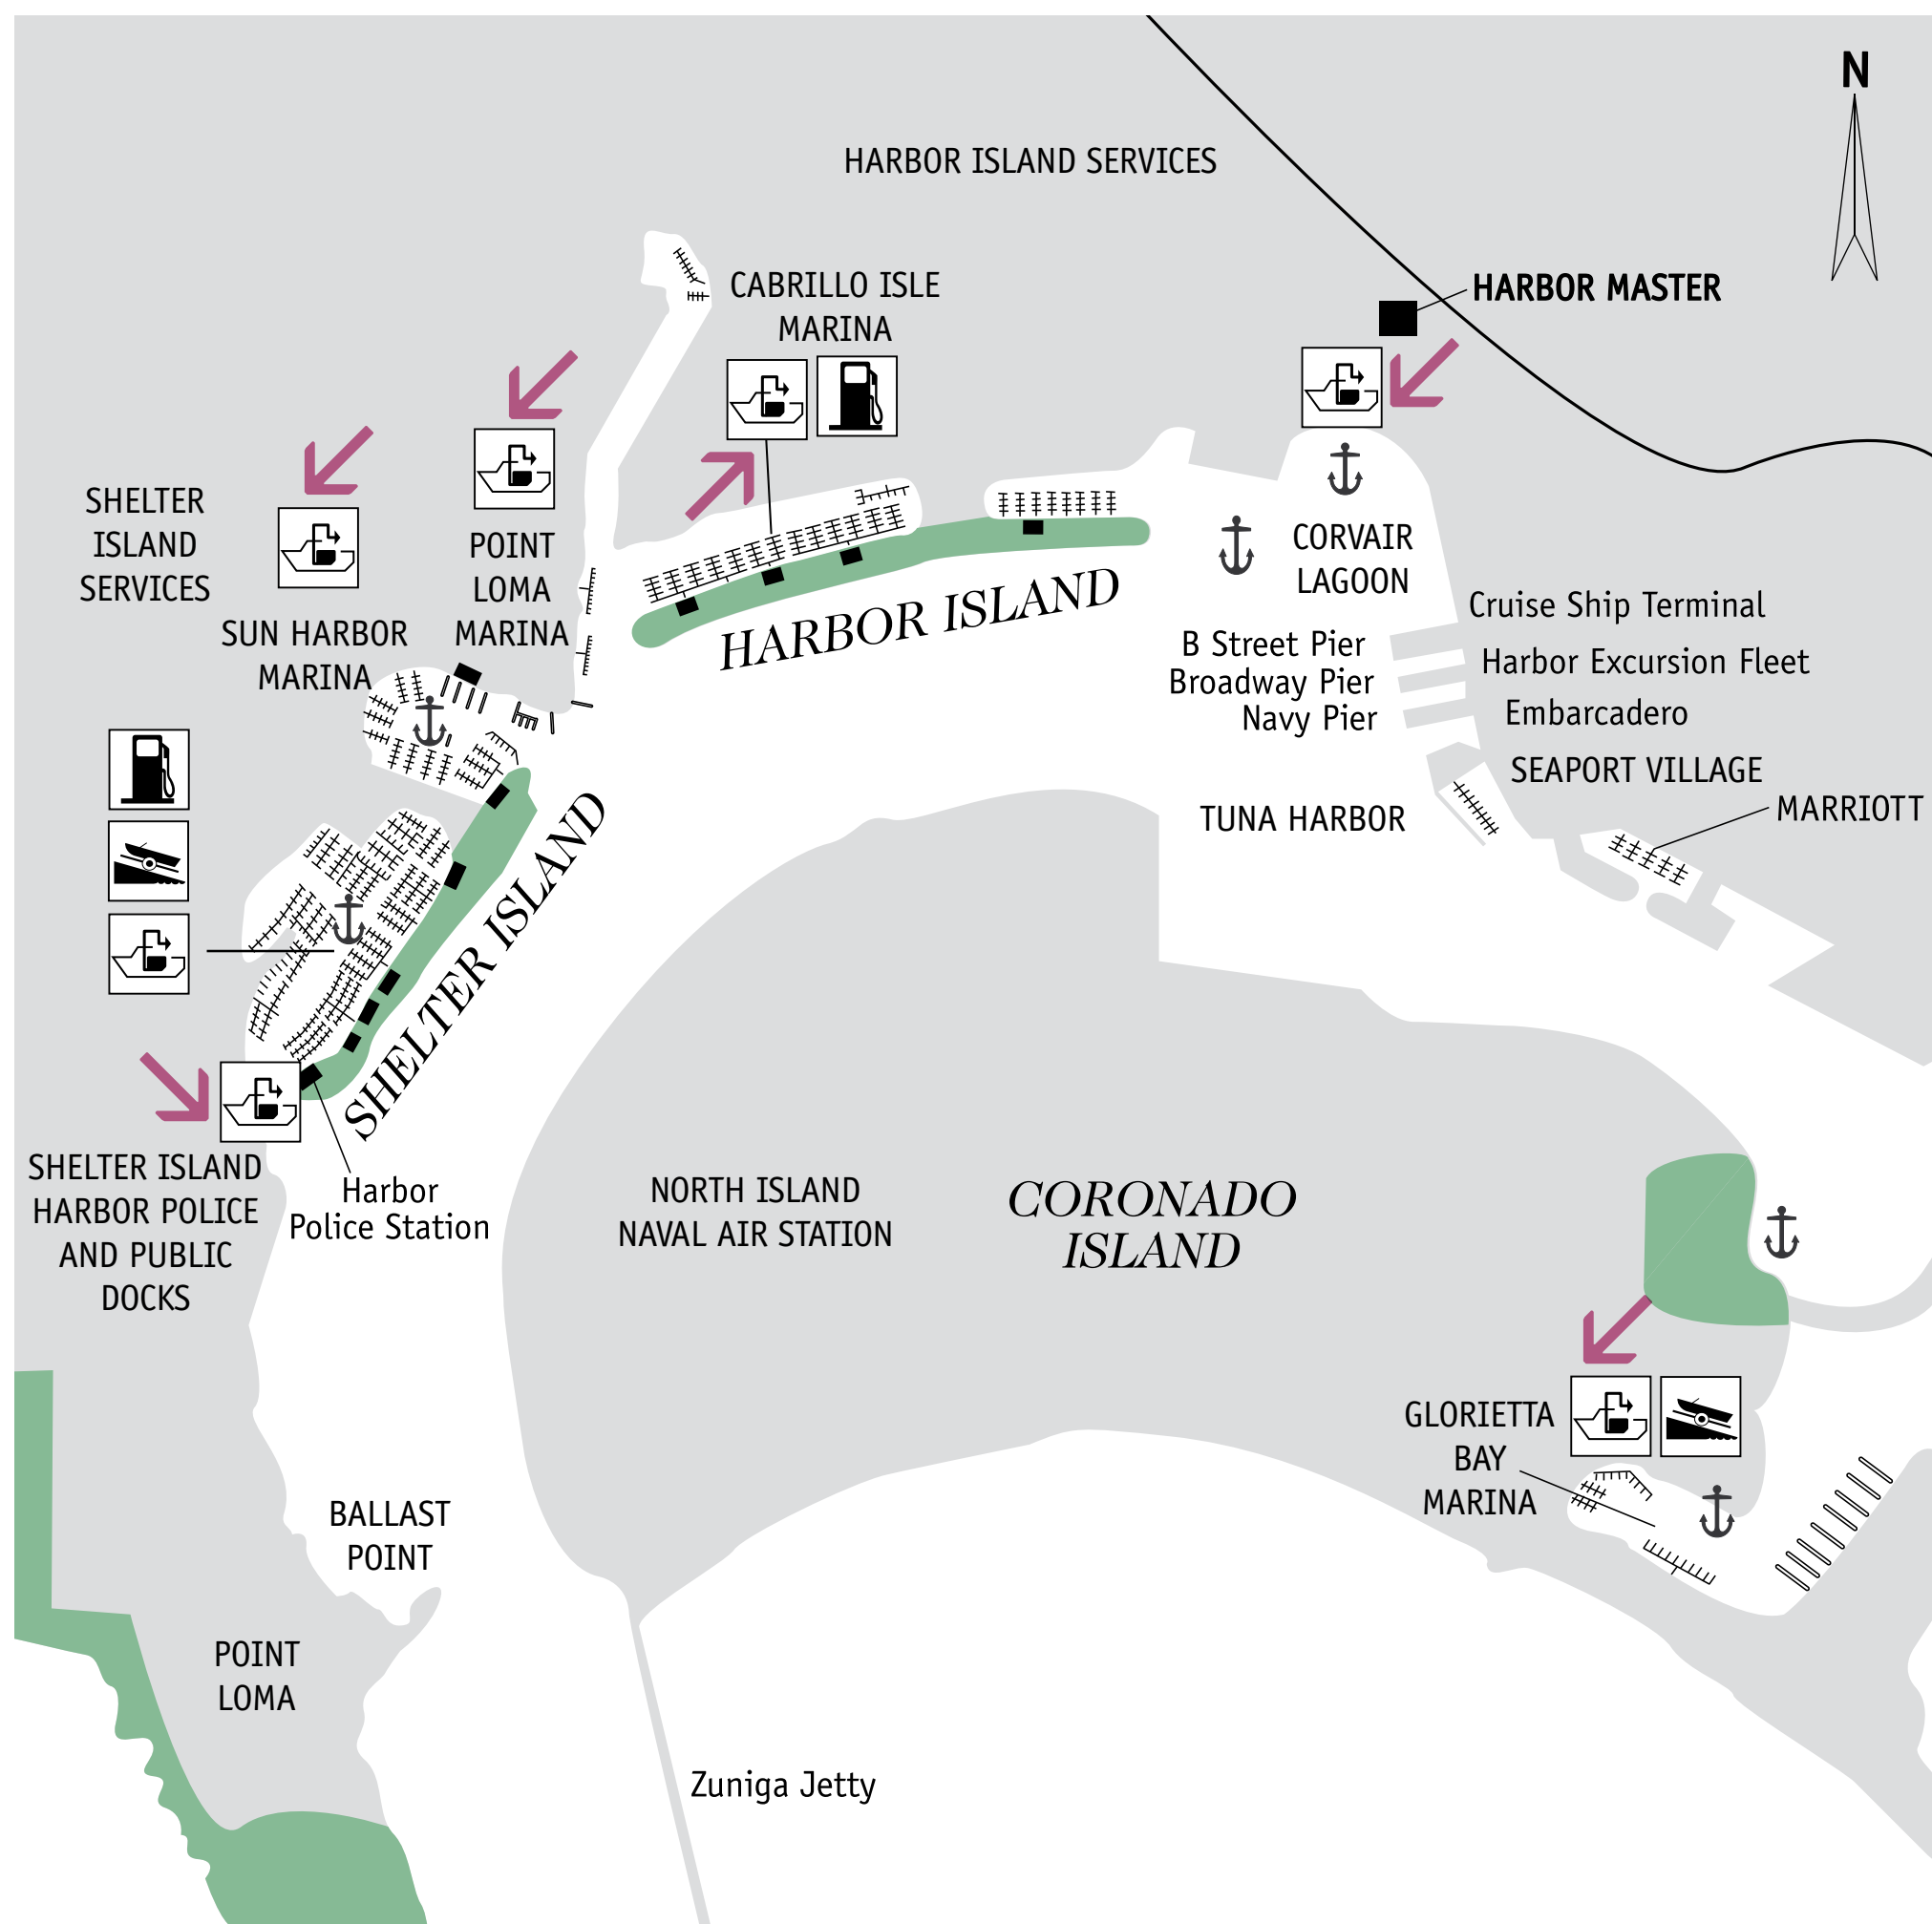 N
HARBOR ISLAND SERVICES
HARBOR MASTER
CABRILLO ISLE
MARINA
SHELTER
ISLAND
SERVICES
POINT
LOMA
MARINA
SUN HARBOR
MARINA
CORVAIR
LAGOON
HARBOR ISLAND
Cruise Ship Terminal
B Street Pier
Harbor Excursion Fleet
Broadway Pier
Embarcadero
Navy Pier
SEAPORT VILLAGE
MARRIOTT
TUNA HARBOR
SHELTER ISLAND
SHELTER ISLAND
HARBOR POLICE
AND PUBLIC
DOCKS
Harbor
Police Station
NORTH ISLAND
NAVAL AIR STATION
CORONADO
ISLAND
GLORIETTA
BAY
MARINA
BALLAST
POINT
POINT
LOMA
Zuniga Jetty